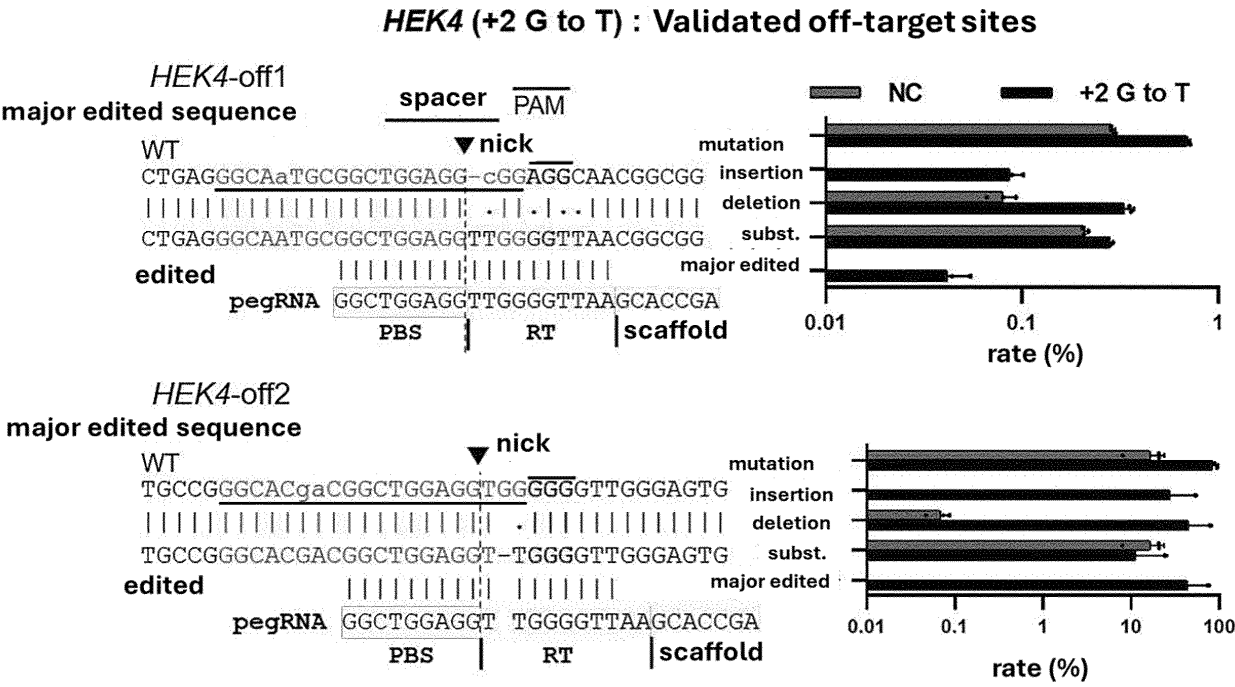 HEK4 (+2 G to T) : Validated off-target sites
HEK4-off1
major edited sequence
spacer
PAM
nick
WT
CTGAGGGCAaTGCGGCTGGAGG-cGGAGGCAACGGCGG
CTGAGGGCAATGCGGCTGGAGGTTGGGGTTAACGGCGG
edited
pegRNA GGCTGGAGGTTGGGGTTAAGCACCGA
PBS RT scaffold
NC +2 G to T
mutation
insertion
deletion
subst.
major edited
0.01 0.1 1
rate (%)
HEK4-off2
major edited sequence
nick
WT
TGCCGGGCACgaCGGCTGGAGGTGGGGGGTTGGGAGTG
TGCCGGGCACGACGGCTGGAGGT-TGGGGTTGGGAGTG
edited
pegRNA GGCTGGAGGT TGGGGTTAAGCACCGA
PBS RT scaffold
mutation
insertion
deletion
subst.
major edited
0.01 0.1 1 10 100
rate (%)